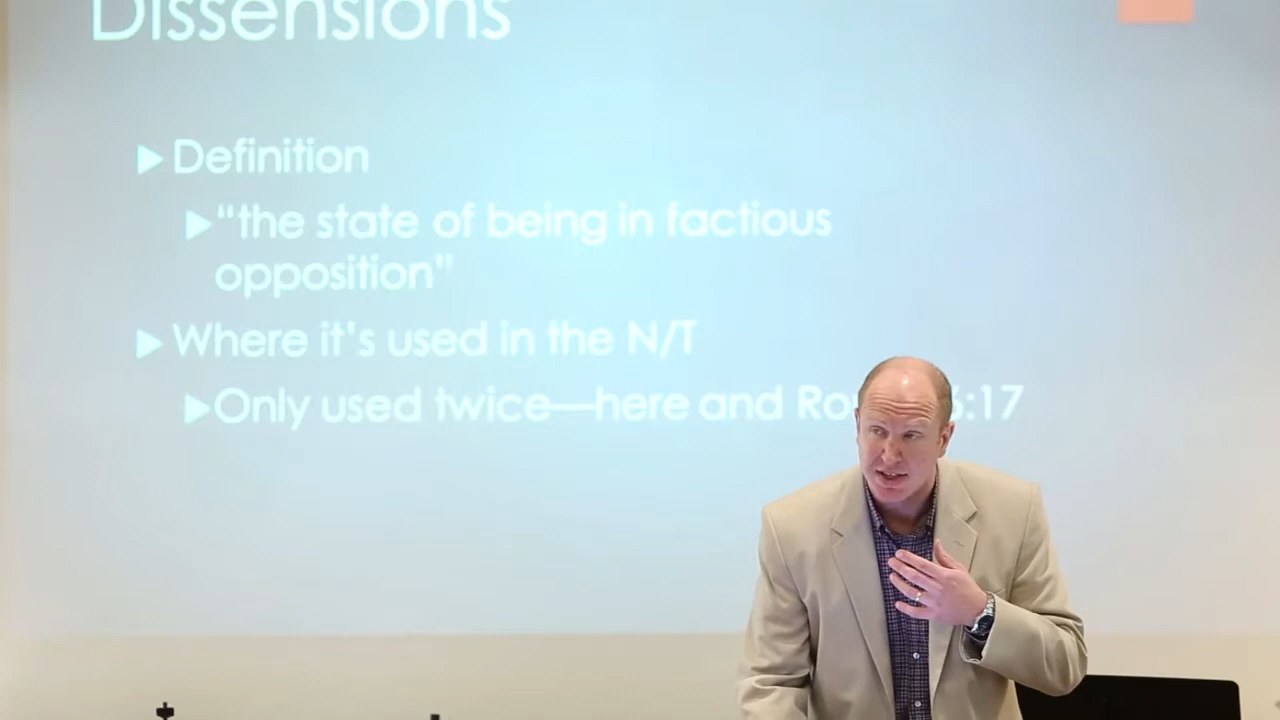 Dissensions
Definition
“the state of being in factious
opposition”
Where it's used in the N/T
Only used twice—here and 6:17